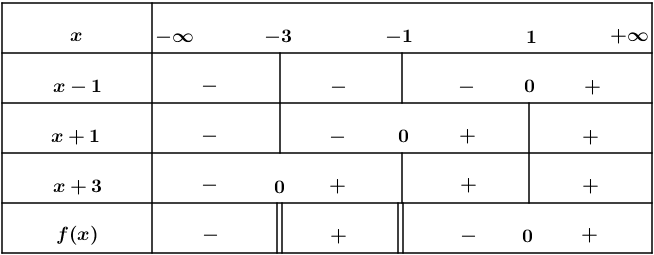 x −∞ −3 −1 1 +∞
x − 1 − − − 0 +
x + 1 − − 0 + +
x + 3 − 0 + + +
f(x) − + − 0 +